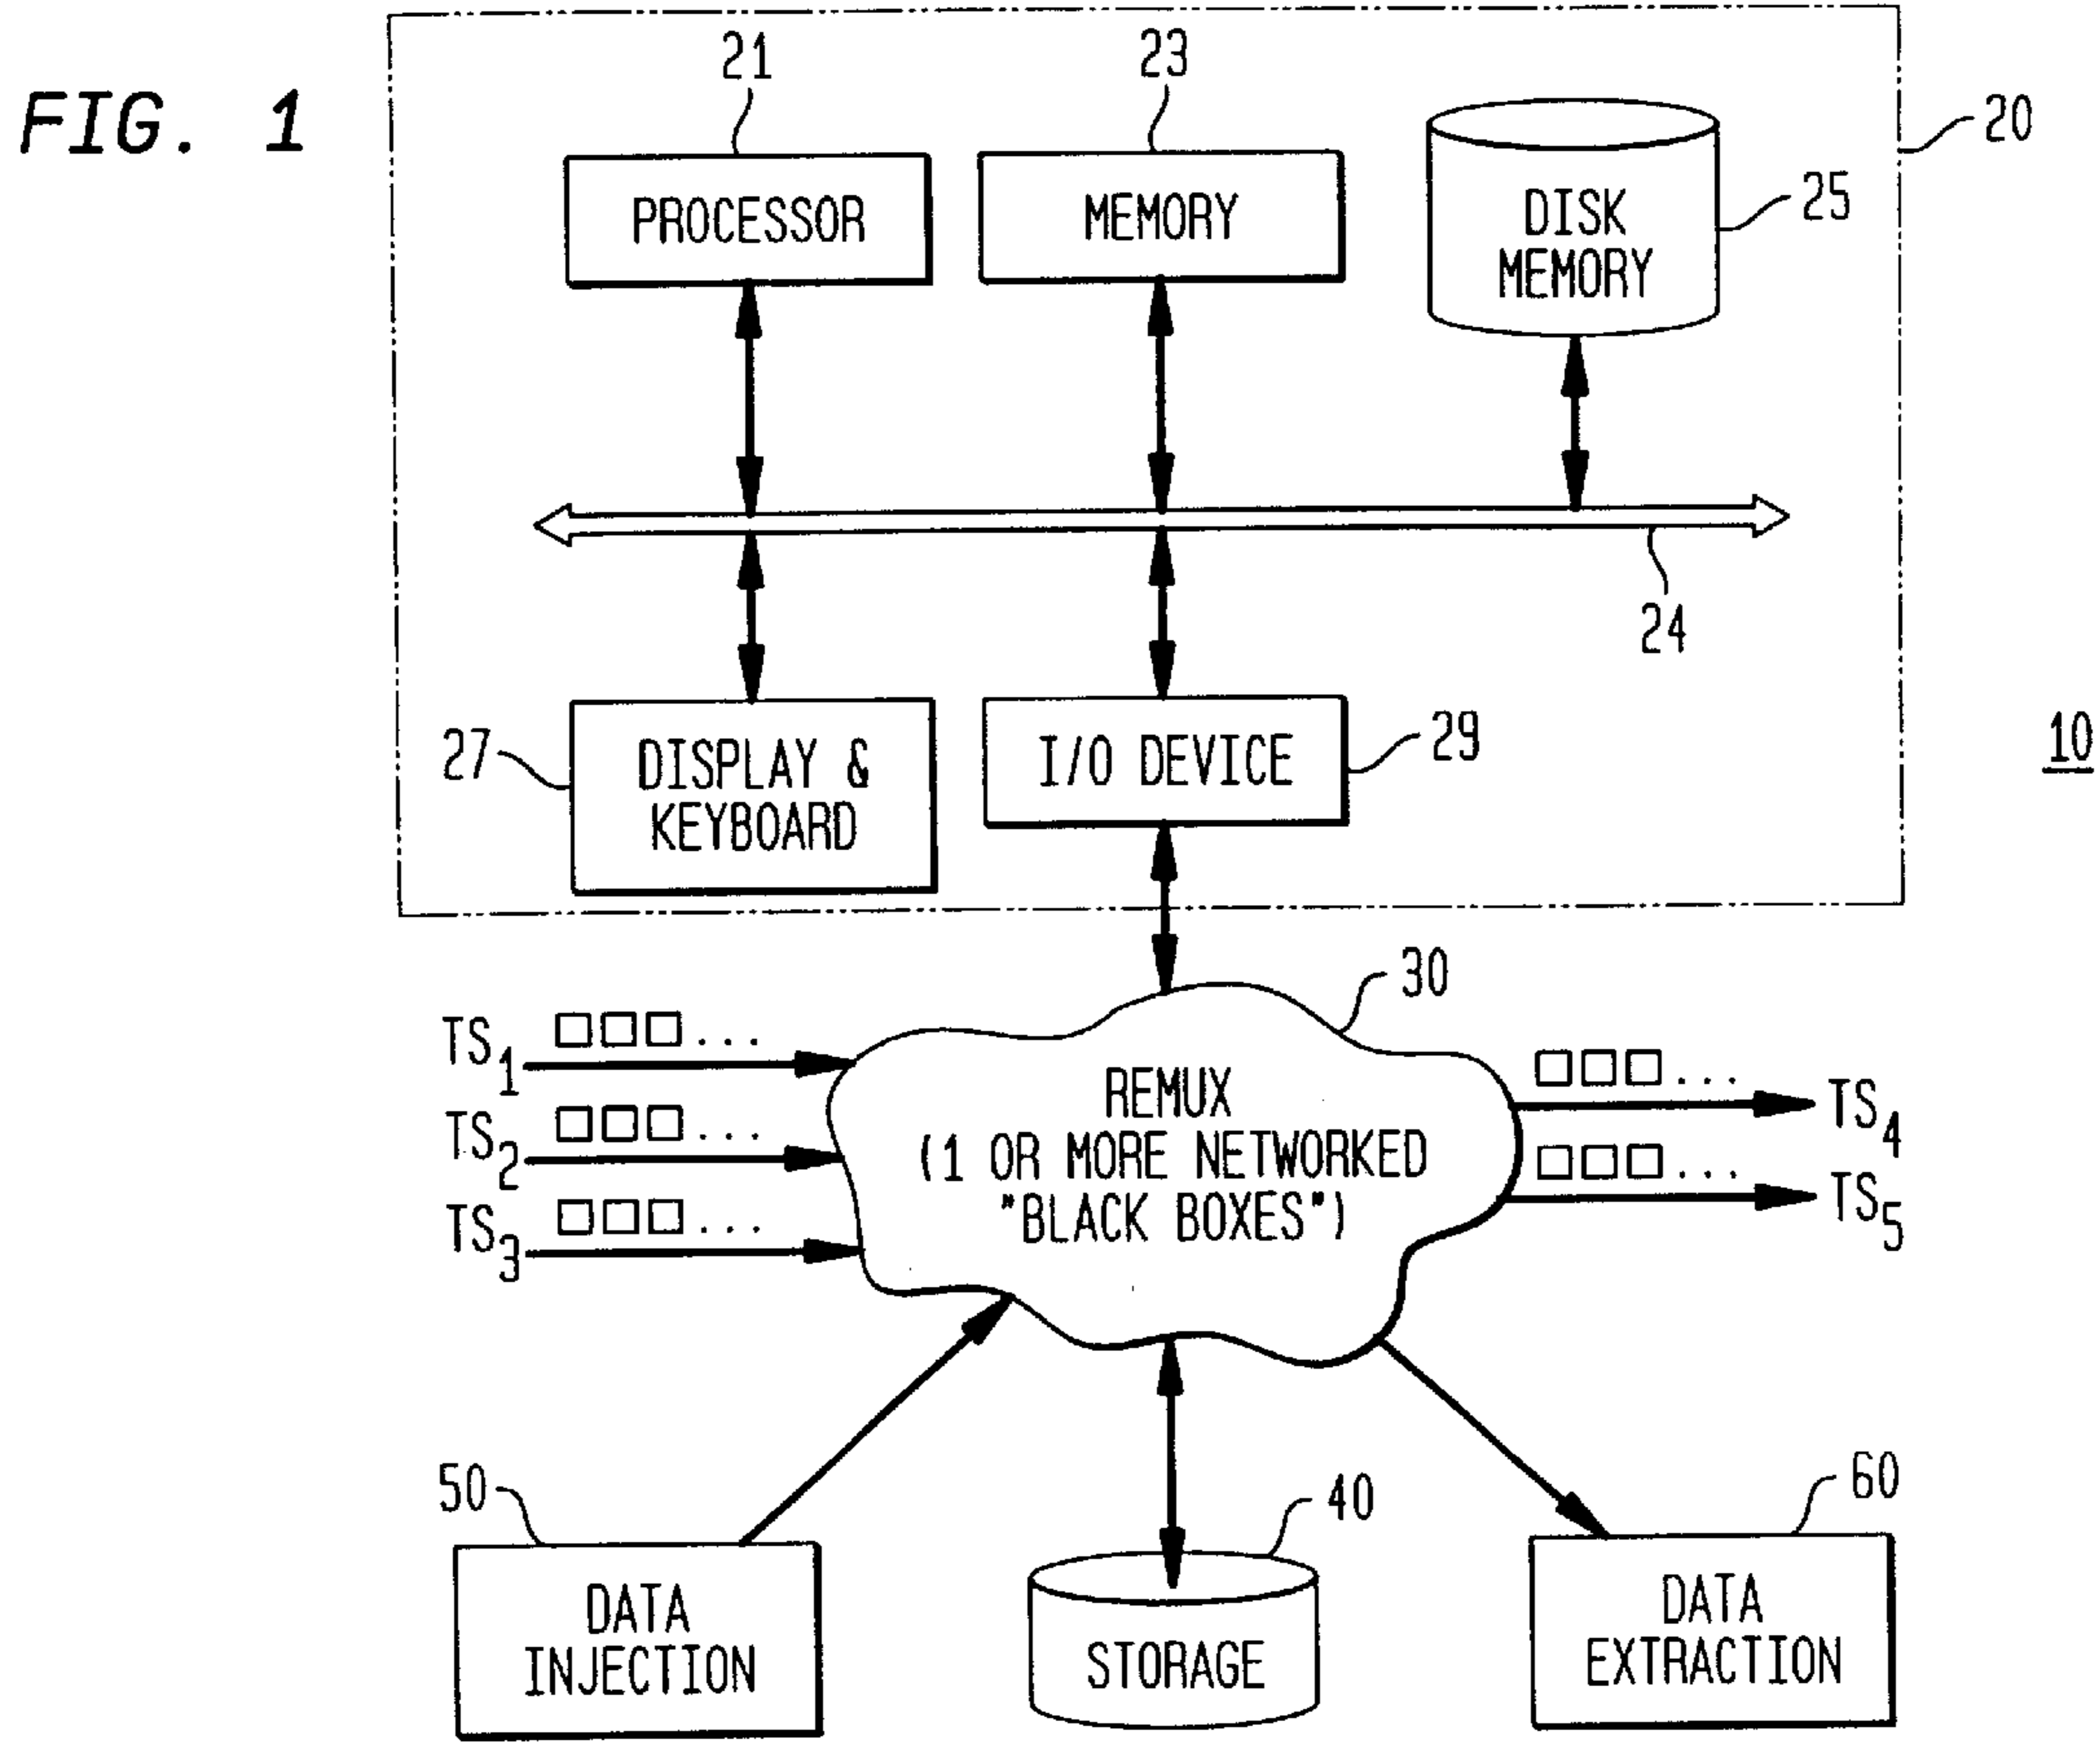 FIG. 1
21
23
20
PROCESSOR
MEMORY
DISK
MEMORY
25
24
27
DISPLAY &
KEYBOARD
I/O DEVICE
29
10
30
TS1 ...
TS2 ...
TS3 ...
REMUX
(1 OR MORE NETWORKED
"BLACK BOXES")
... TS4
... TS5
50
40
60
DATA
INJECTION
STORAGE
DATA
EXTRACTION